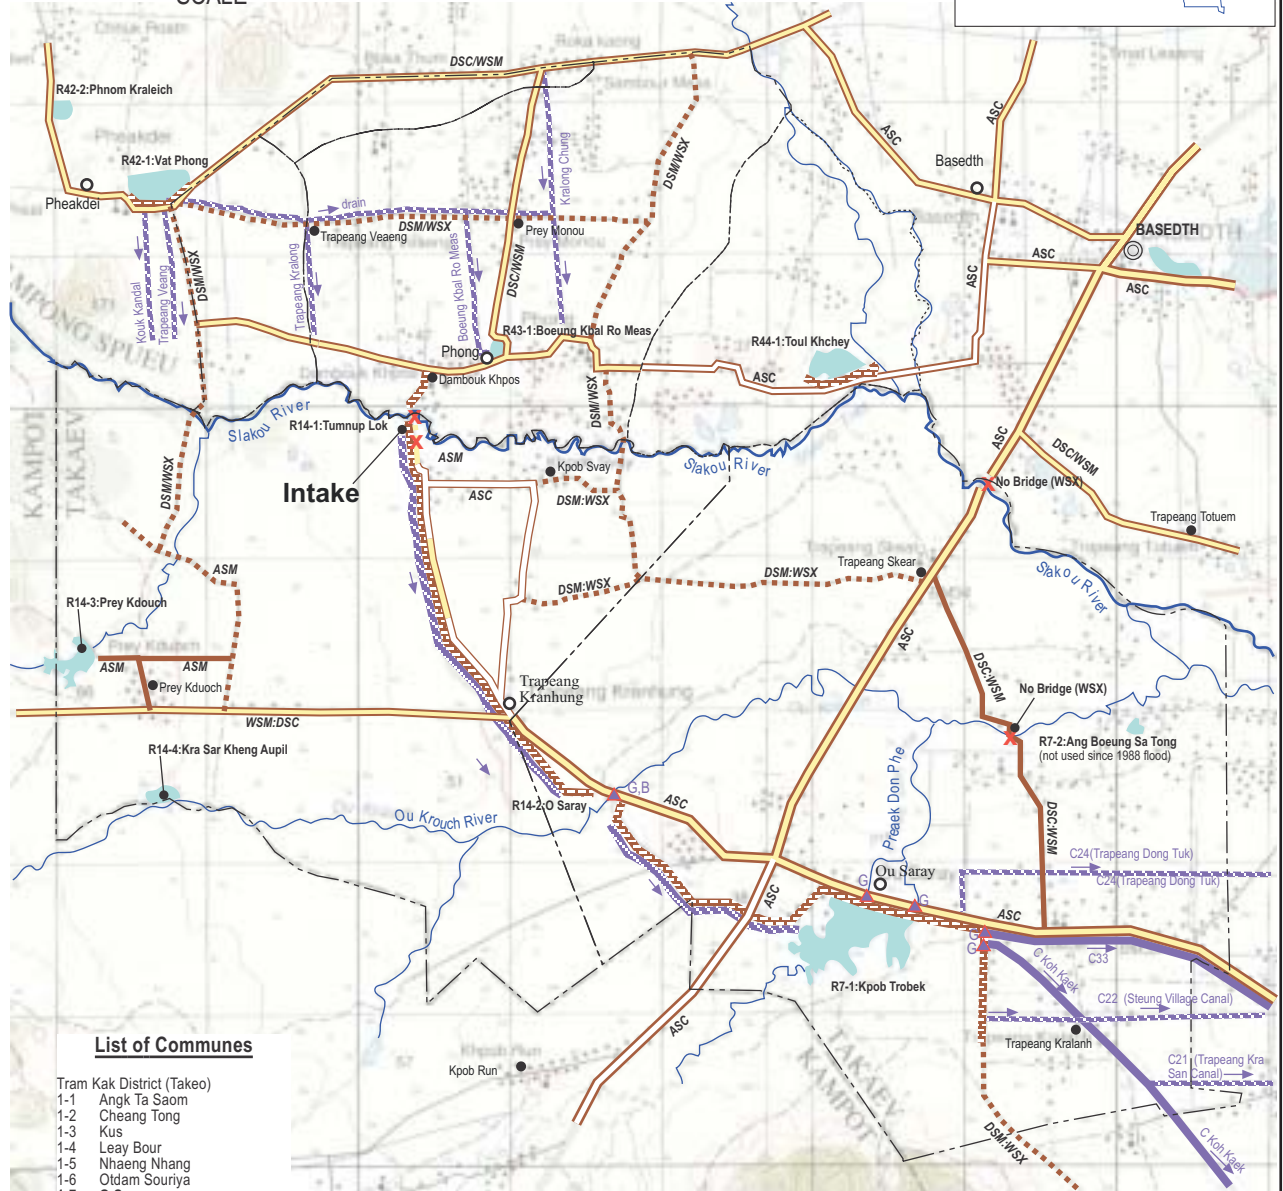 SCALE
DSC/WSM
R42-2:Phnom Kraleich
Pheakdei
R42-1:Vat Phong
Pheakdei
drain
Trapeang Veaeng
DSM/WSX
Prey Monou
Kralong Chung
DSM/WSX
DSC/WSM
Kouk Kandal
Trapeang Veang
DSM/WSX
Trapeang Kralong
Boeung Kbal Ro Meas
ASC
ASC
Basedth
BASEDTH
ASC
ASC
ASC
R43-1:Boeung Kbal Ro Meas
Phong
R44-1:Toul Khchey
ASC
Dambouk Khpos
DSM/WSX
KAMPOT
TAKAEV
Slakou River
R14-1:Tumnup Lok
Intake
ASM
Kpob Svay
ASC
DSM:WSX
Slakou River
ASC
DSC/WSM
No Bridge (WSX)
Trapeang Totuem
DSM/WSX
ASM
Trapeang Skear
DSM:WSX
DSM:WSX
Slakou River
R14-3:Prey Kdouch
Prey Kduoch
ASM
ASM
Prey Kduoch
ASC
DSC:WSM
WSM:DSC
Trapeang
Kranhung
No Bridge (WSX)
R7-2:Ang Boeung Sa Tong
(not used since 1988 flood)
R14-4:Kra Sar Kheng Aupil
G,B
R14-2:O Saray
ASC
Ou Krouch River
Preaek Don Phe
DSC:WSM
C24(Trapeang Dong Tuk)
C24(Trapeang Dong Tuk)
Ou Saray
G
G
ASC
ASC
G
G
C33
C Koh Kaek
R7-1:Kpob Trobek
C22 (Steung Village Canal)
Trapeang Kralanh
ASC
TAKAEV
KAMPOT
C21 (Trapeang Kra
San Canal)
Kpob Run
DSM:WSX
C Koh Kaek
List of Communes
Tram Kak District (Takeo)
1-1 Angk Ta Saom
1-2 Cheang Tong
1-3 Kus
1-4 Leay Bour
1-5 Nhaeng Nhang
1-6 Otdam Souriya